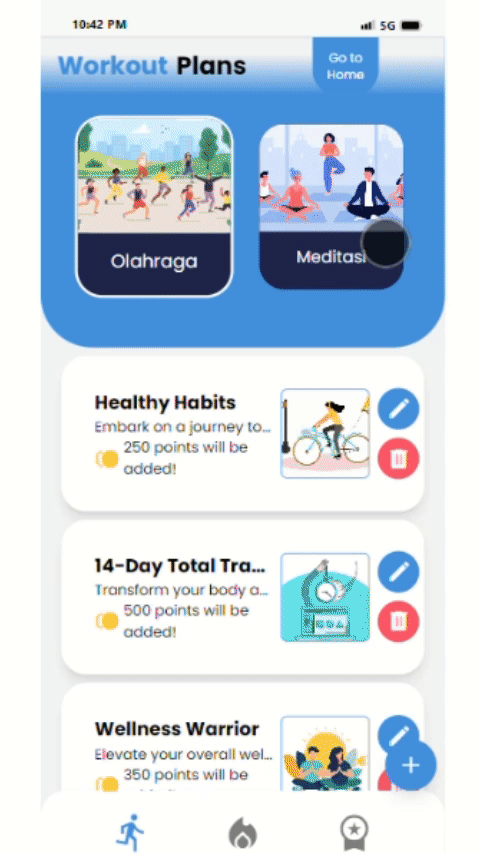 10:42 PM
5G
Workout Plans
Go to
Home
Olahraga
Meditasi
Healthy Habits
Embark on a journey to...
250 points will be
added!
14-Day Total Tra...
Transform your body a...
500 points will be
added!
Wellness Warrior
Elevate your overall wel...
350 points will be